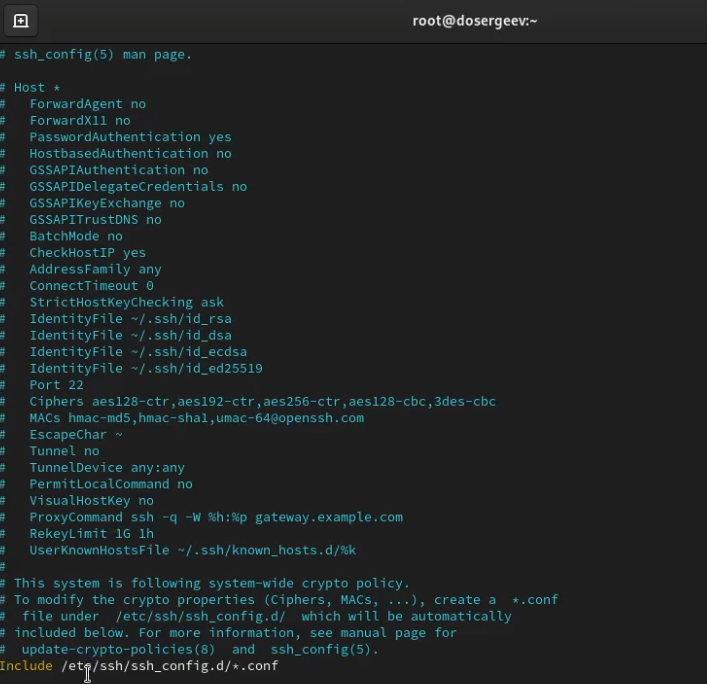 root@dosergeev:~
# ssh_config(5) man page.
# Host *
#   ForwardAgent no
#   ForwardX11 no
#   PasswordAuthentication yes
#   HostbasedAuthentication no
#   GSSAPIAuthentication no
#   GSSAPIDelegateCredentials no
#   GSSAPIKeyExchange no
#   GSSAPITrustDNS no
#   BatchMode no
#   CheckHostIP yes
#   AddressFamily any
#   ConnectTimeout 0
#   StrictHostKeyChecking ask
#   IdentityFile ~/.ssh/id_rsa
#   IdentityFile ~/.ssh/id_dsa
#   IdentityFile ~/.ssh/id_ecdsa
#   IdentityFile ~/.ssh/id_ed25519
#   Port 22
#   Ciphers aes128-ctr,aes192-ctr,aes256-ctr,aes128-cbc,3des-cbc
#   MACs hmac-md5,hmac-sha1,umac-64@openssh.com
#   EscapeChar ~
#   Tunnel no
#   TunnelDevice any:any
#   PermitLocalCommand no
#   VisualHostKey no
#   ProxyCommand ssh -q -W %h:%p gateway.example.com
#   RekeyLimit 1G 1h
#   UserKnownHostsFile ~/.ssh/known_hosts.d/%k
#
# This system is following system-wide crypto policy.
# To modify the crypto properties (Ciphers, MACs, ...), create a  *.conf
#  file under  /etc/ssh/ssh_config.d/  which will be automatically
# included below. For more information, see manual page for
#  update-crypto-policies(8)  and  ssh_config(5).
Include /etc/ssh/ssh_config.d/*.conf